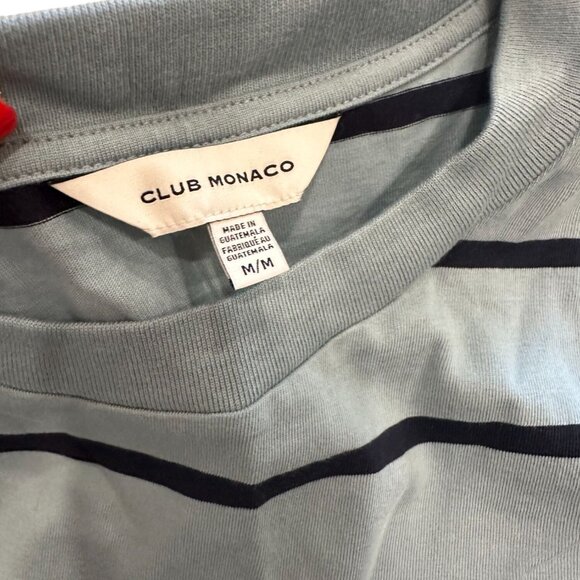 CLUB MONACO
MADE IN
GUATEMALA
FABRIQUÉ AU
GUATEMALA
M/M